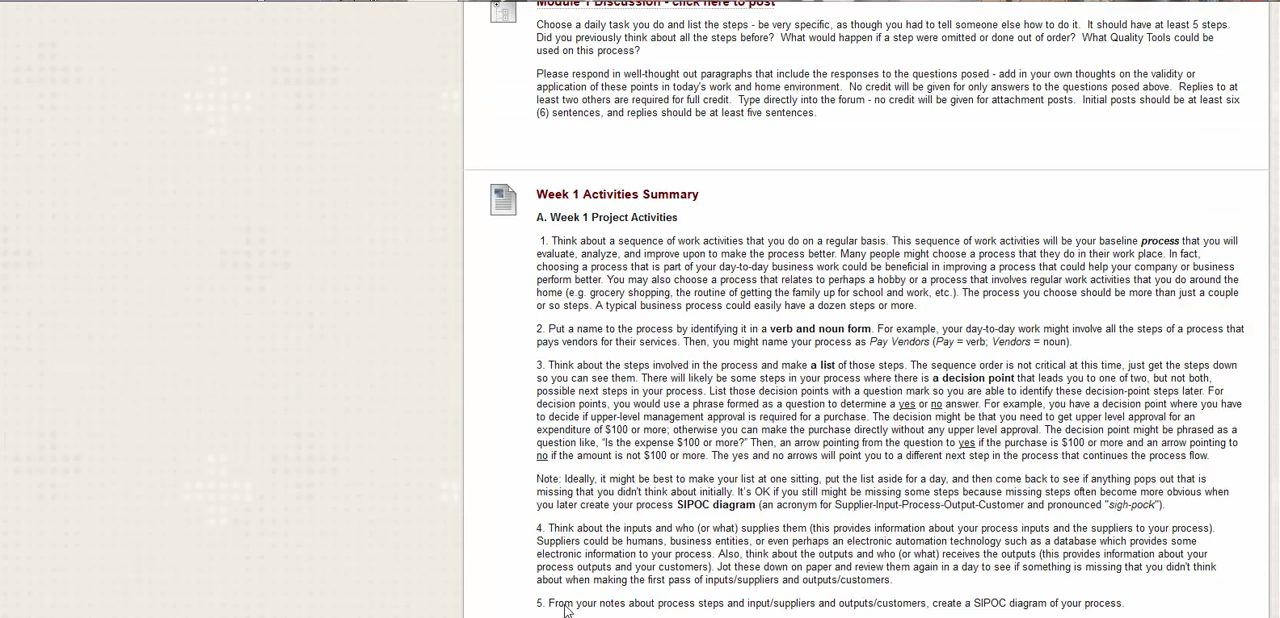 Module 1 Discussion - click here to post
Choose a daily task you do and list the steps - be very specific, as though you had to tell someone else how to do it.  It should have at least 5 steps.
Did you previously think about all the steps before?  What would happen if a step were omitted or done out of order?  What Quality Tools could be
used on this process?
Please respond in well-thought out paragraphs that include the responses to the questions posed - add in your own thoughts on the validity or
application of these points in today's work and home environment.  No credit will be given for only answers to the questions posed above.  Replies to at
least two others are required for full credit.  Type directly into the forum - no credit will be given for attachment posts.  Initial posts should be at least six
(6) sentences, and replies should be at least five sentences.
Week 1 Activities Summary
A. Week 1 Project Activities
1. Think about a sequence of work activities that you do on a regular basis. This sequence of work activities will be your baseline process that you will
evaluate, analyze, and improve upon to make the process better. Many people might choose a process that they do in their work place. In fact,
choosing a process that is part of your day-to-day business work could be beneficial in improving a process that could help your company or business
perform better. You may also choose a process that relates to perhaps a hobby or a process that involves regular work activities that you do around the
home (e.g. grocery shopping, the routine of getting the family up for school and work, etc.). The process you choose should be more than just a couple
or so steps. A typical business process could easily have a dozen steps or more.
2. Put a name to the process by identifying it in a verb and noun form. For example, your day-to-day work might involve all the steps of a process that
pays vendors for their services. Then, you might name your process as Pay Vendors (Pay = verb; Vendors = noun).
3. Think about the steps involved in the process and make a list of those steps. The sequence order is not critical at this time, just get the steps down
so you can see them. There will likely be some steps in your process where there is a decision point that leads you to one of two, but not both,
possible next steps in your process. List those decision points with a question mark so you are able to identify these decision-point steps later. For
decision points, you would use a phrase formed as a question to determine a yes or no answer. For example, you have a decision point where you have
to decide if upper-level management approval is required for a purchase. The decision might be that you need to get upper level approval for an
expenditure of $100 or more; otherwise you can make the purchase directly without any upper level approval. The decision point might be phrased as a
question like, “Is the expense $100 or more?” Then, an arrow pointing from the question to yes if the purchase is $100 or more and an arrow pointing to
no if the amount is not $100 or more. The yes and no arrows will point you to a different next step in the process that continues the process flow.
Note: Ideally, it might be best to make your list at one sitting, put the list aside for a day, and then come back to see if anything pops out that is
missing that you didn't think about initially. It's OK if you still might be missing some steps because missing steps often become more obvious when
you later create your process SIPOC diagram (an acronym for Supplier-Input-Process-Output-Customer and pronounced "sigh-pock").
4. Think about the inputs and who (or what) supplies them (this provides information about your process inputs and the suppliers to your process).
Suppliers could be humans, business entities, or even perhaps an electronic automation technology such as a database which provides some
electronic information to your process. Also, think about the outputs and who (or what) receives the outputs (this provides information about your
process outputs and your customers). Jot these down on paper and review them again in a day to see if something is missing that you didn't think
about when making the first pass of inputs/suppliers and outputs/customers.
5. From your notes about process steps and input/suppliers and outputs/customers, create a SIPOC diagram of your process.